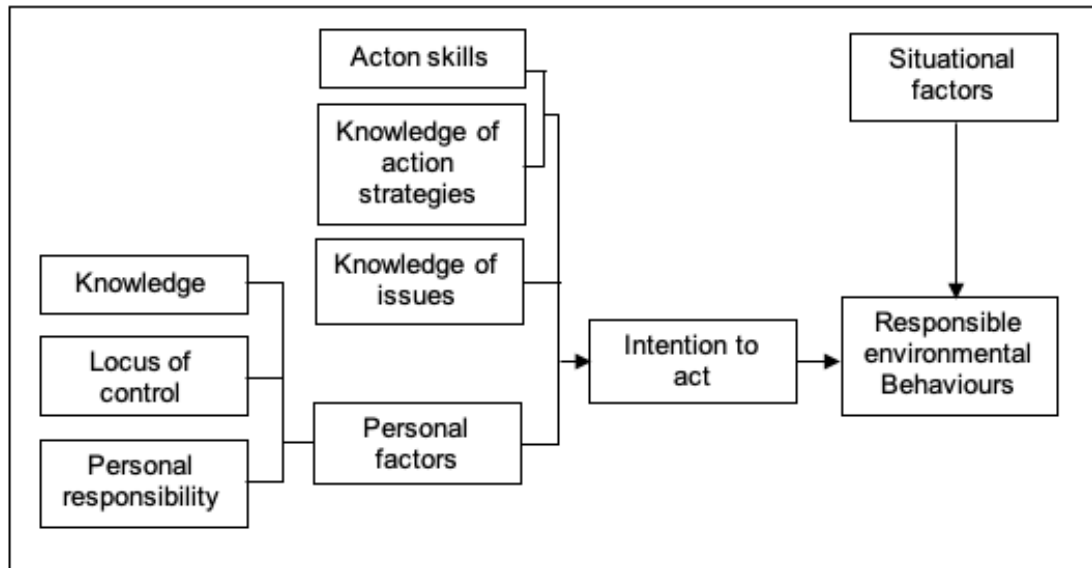 Acton skills
Knowledge of
action
strategies
Knowledge of
issues
Situational
factors
Knowledge
Locus of
control
Personal
responsibility
Personal
factors
Intention to
act
Responsible
environmental
Behaviours